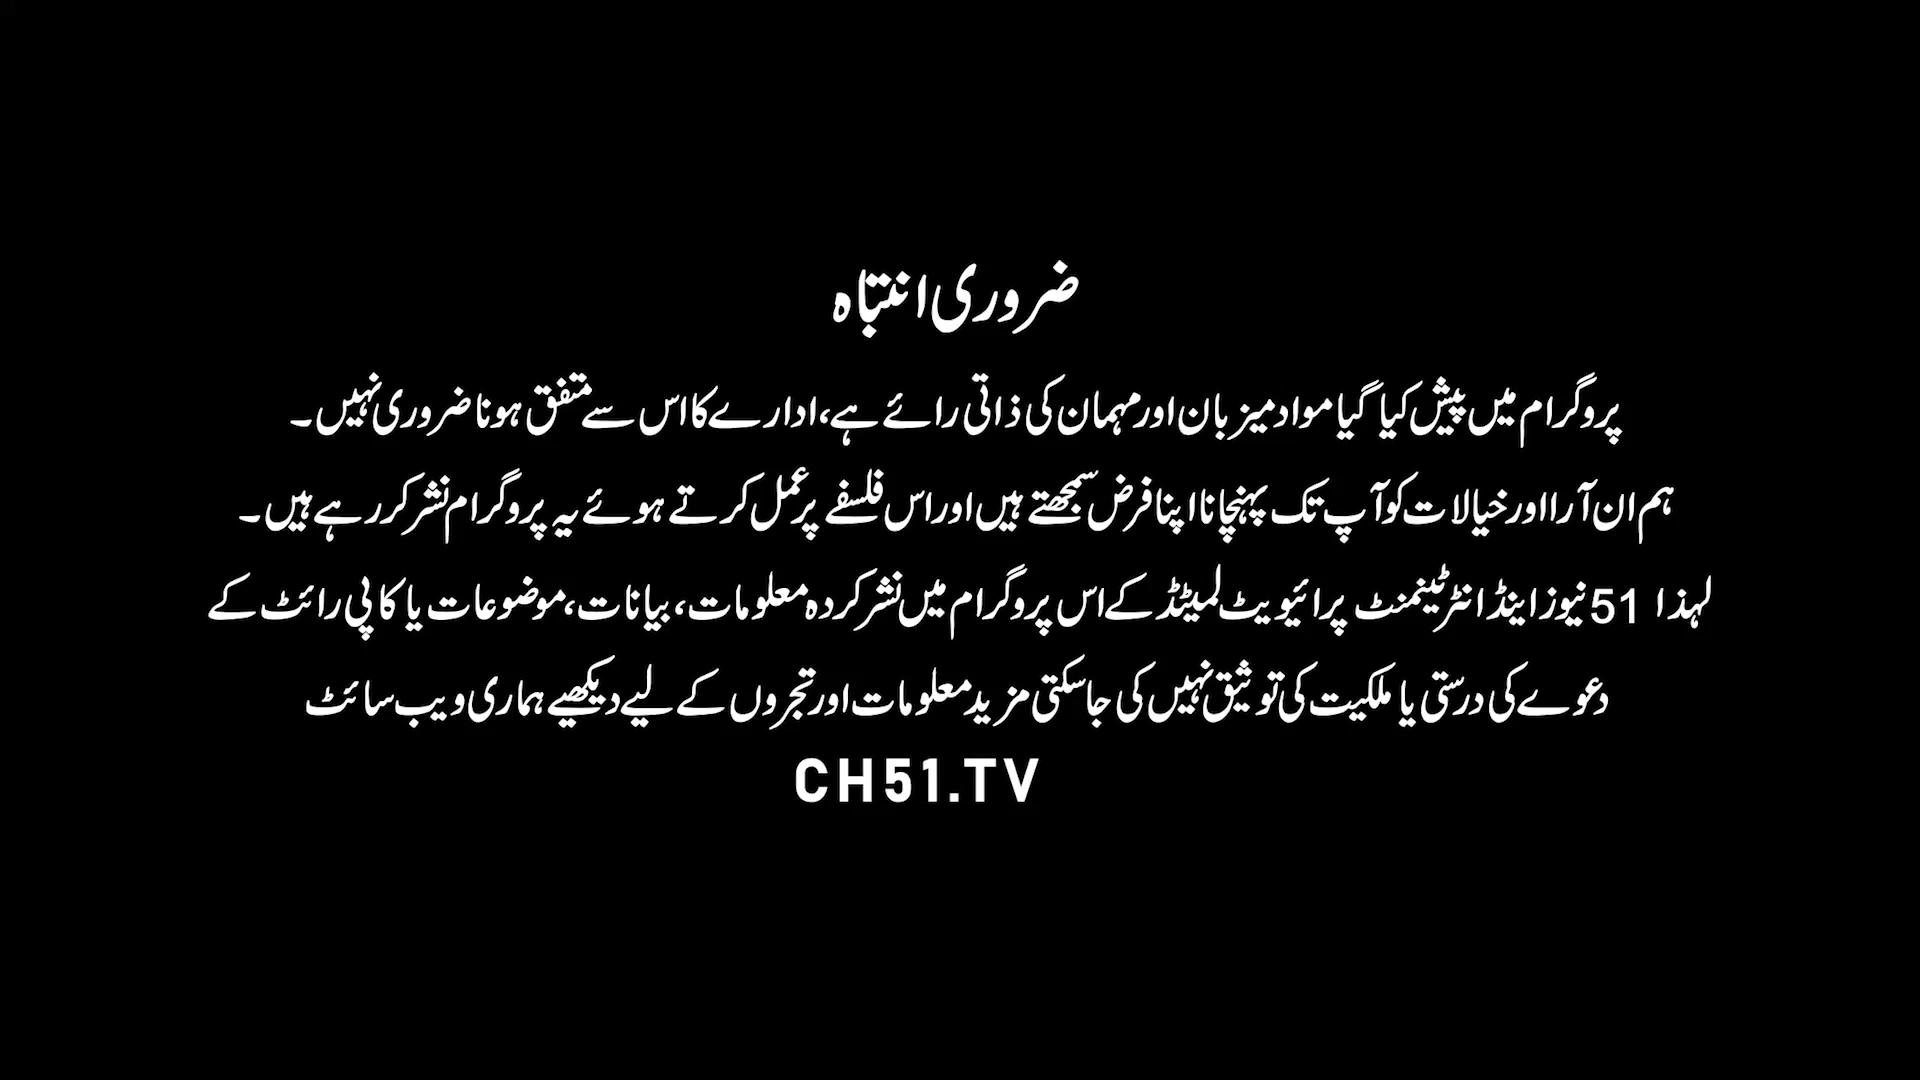 ضروری انتباہ
پروگرام میں پیش کیا گیا مواد میزبان اور مہمان کی ذاتی رائے ہے، ادارے کا اس سے متفق ہونا ضروری نہیں۔
ہم ان آرا اور خیالات کو آپ تک پہنچانا اپنا فرض سمجھتے ہیں اور اس فلسفے پر عمل کرتے ہوئے یہ پروگرام نشر کر رہے ہیں۔
لہذا 51 نیوز اینڈ انٹرٹینمنٹ پرائیویٹ لمیٹڈ کے اس پروگرام میں نشر کردہ معلومات، بیانات، موضوعات یا کاپی رائٹ کے
دعوے کی درستی یا ملکیت کی توثیق نہیں کی جاسکتی مزید معلومات اور تجروں کے لیے دیکھیے ہماری ویب سائٹ
CH51.TV